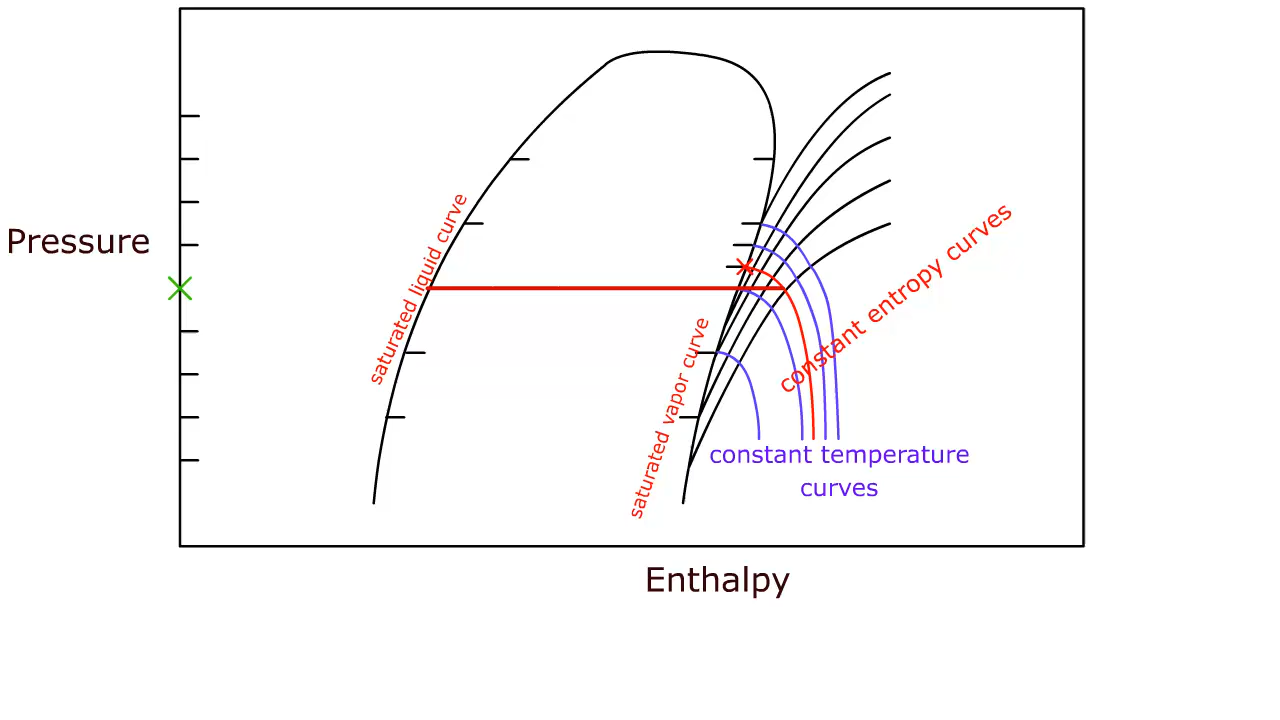 Pressure
saturated liquid curve
saturated vapor curve
constant entropy curves
constant temperature
curves
Enthalpy